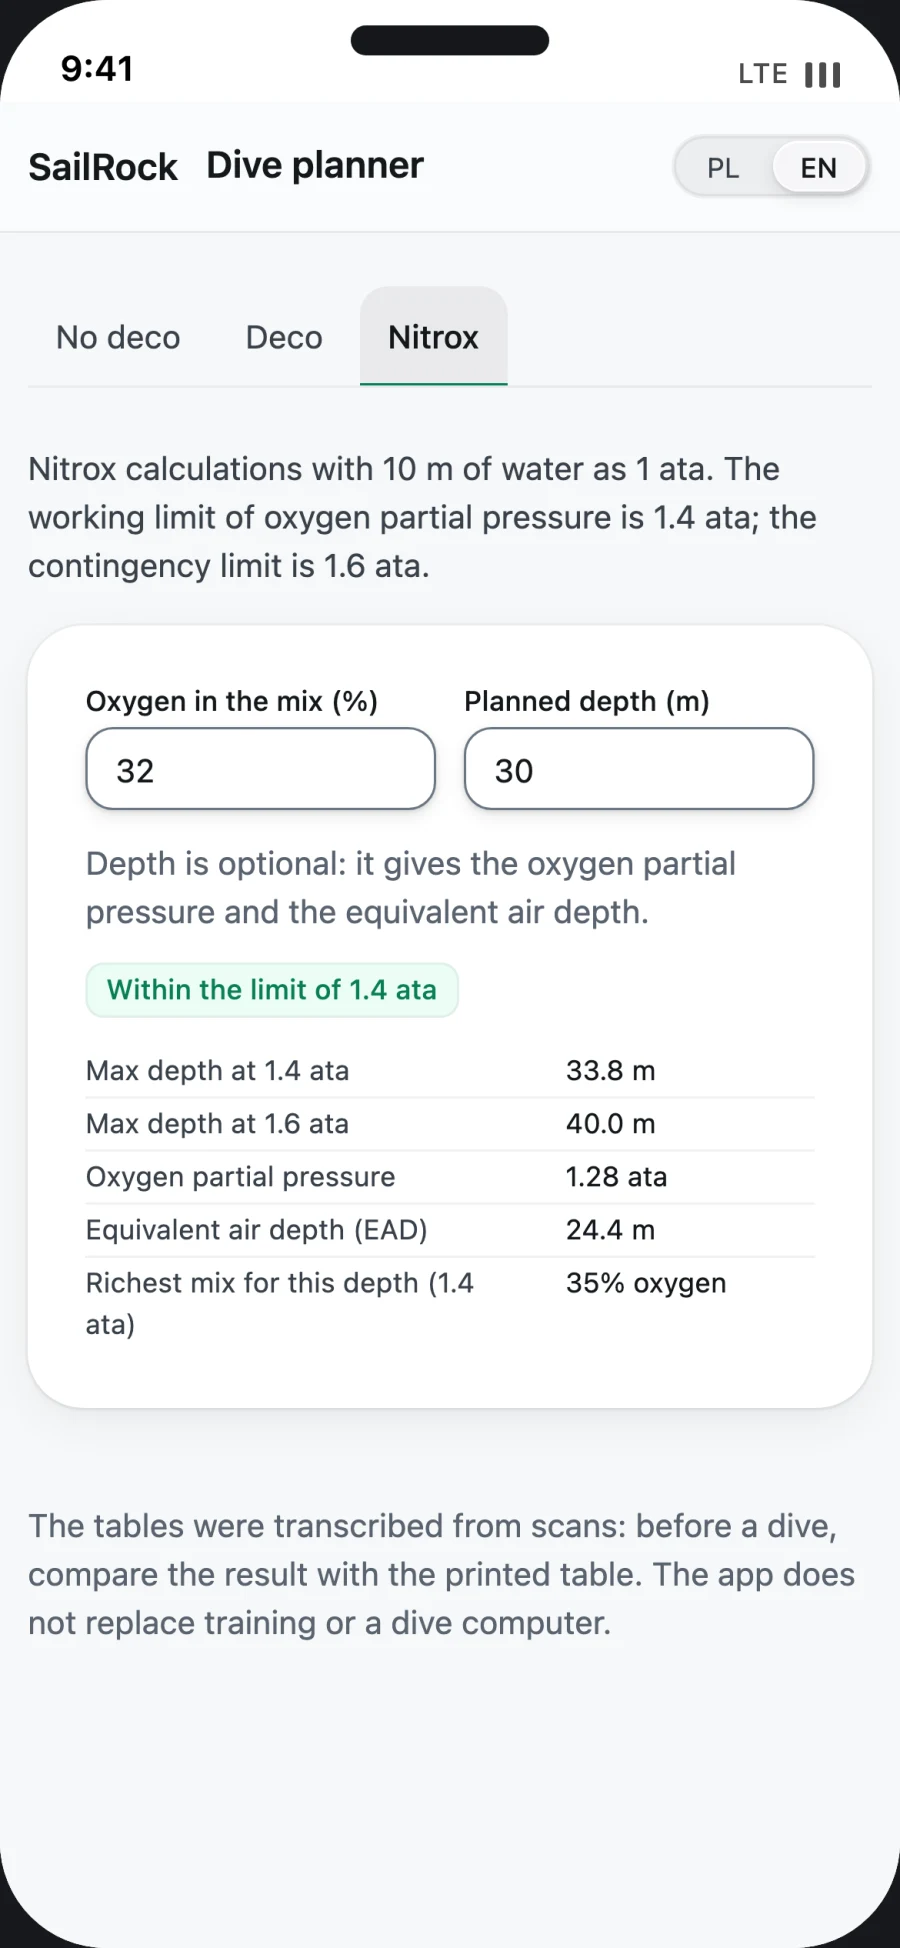 9:41
LTE
SailRock Dive planner
PL EN
No deco Deco Nitrox
Nitrox calculations with 10 m of water as 1 ata. The
working limit of oxygen partial pressure is 1.4 ata; the
contingency limit is 1.6 ata.
Oxygen in the mix (%) Planned depth (m)
32 30
Depth is optional: it gives the oxygen partial
pressure and the equivalent air depth.
Within the limit of 1.4 ata
Max depth at 1.4 ata 33.8 m
Max depth at 1.6 ata 40.0 m
Oxygen partial pressure 1.28 ata
Equivalent air depth (EAD) 24.4 m
Richest mix for this depth (1.4 35% oxygen
ata)
The tables were transcribed from scans: before a dive,
compare the result with the printed table. The app does
not replace training or a dive computer.